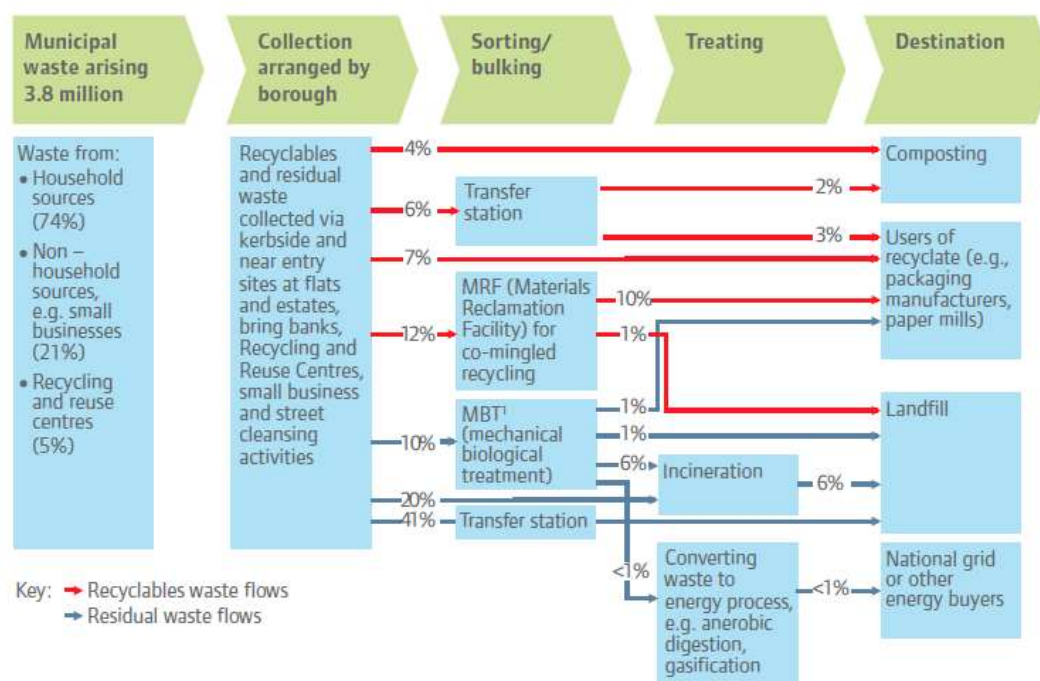 Municipal
waste arising
3.8 million
Collection
arranged by
borough
Sorting/
bulking
Treating
Destination
Waste from:
• Household
sources
(74%)
• Non –
household
sources,
e.g. small
businesses
(21%)
• Recycling
and reuse
centres
(5%)
Recyclables
and residual
waste
collected via
kerbside and
near entry
sites at flats
and estates,
bring banks,
Recycling and
Reuse Centres,
small business
and street
cleansing
activities
4%
6%
7%
12%
10%
20%
41%
Transfer
station
MRF (Materials
Reclamation
Facility) for
co-mingled
recycling
MBT¹
(mechanical
biological
treatment)
Transfer station
2%
3%
10%
1%
1%
1%
6%
<1%
Incineration
6%
Converting
waste to
energy process,
e.g. anerobic
digestion,
gasification
<1%
Composting
Users of
recyclate (e.g.,
packaging
manufacturers,
paper mills)
Landfill
National grid
or other
energy buyers
Key:
Recyclables waste flows
Residual waste flows